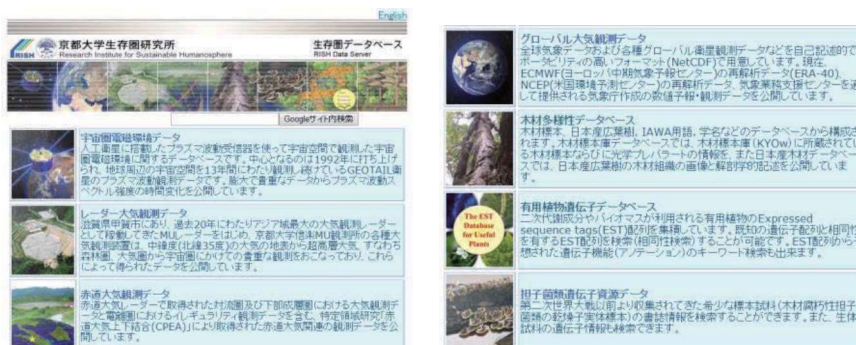 English
RISH
京都大学生存圏研究所
Research Institute for Sustainable Humanosphere
生存圏データベース
RISH Data Server
Googleサイト内検索
宇宙圏電磁環境データ
人工衛星に搭載したプラズマ波動受信器を使って宇宙空間で観測した宇宙
圏電磁環境に関するデータベースです。中心となるのは1992年に打ち上げ
られ、地球周辺の宇宙空間を13年にわたり観測し続けているGEOTAIL衛
星のプラズマ波動観測データです。膨大で貴重なデータからプラズマ波動ス
ペクトル強度の時間変化を公開しています。
レーダー大気観測データ
滋賀県甲賀市にあり、過去20年にわたりアジア域最大の大気観測レーダー
として稼働してきたMUレーダーをはじめ、京都大学信楽MU観測所の各種大
気観測装置は、中緯度(北緯35度)の大気の地表から超高層大気、すなわち
森林圏、大気圏から宇宙圏にかけての貴重な観測をおこなっており、これら
によって得られたデータを公開しています。
赤道大気観測データ
赤道大気レーダーで取得された対流圏及び下部成層圏における大気観測デ
ータと電離圏におけるイレギュラリティ観測データを含む、特定領域研究「赤
道大気上下結合(CPEA)」により取得された赤道大気関連の観測データを公
開しています。
グローバル大気観測データ
全球気象データおよび各種グローバル衛星観測データなどを自己記述的で
ポータビリティの高いフォーマット(NetCDF)で用意しています。現在、
ECMWF(ヨーロッパ中期気象予報センター)の再解析データ(ERA-40)、
NCEP(米国環境予測センター)の再解析データ、気象業務支援センターを通
して提供される気象庁作成の数値予報・観測データを公開しています。
木材多様性データベース
木材標本、日本産広葉樹、IAWA用語、学名などのデータベースから構成さ
れます。木材標本庫データベースでは、木材標本庫(KYOw)に所蔵されてい
る木材標本ならびに光学プレパラートの情報を、また日本産木材データベー
スでは、日本産広葉樹の木材組織の画像と解剖学的記述を公開していま
す。
The EST
Database
for Useful
Plants
有用植物遺伝子データベース
二次代謝成分やバイオマスが利用される有用植物のExpressed
sequence tags(EST)配列を集積しています。既知の遺伝子配列と相同性
を有するEST配列を検索(相同性検索)することが可能です。EST配列から予
想された遺伝子機能(アノテーション)のキーワード検索も出来ます。
担子菌類遺伝子資源データ
第二次世界大戦以前より収集されてきた希少な標本試料(木材腐朽性担子
菌類の乾燥子実体標本)の書誌情報を検索することができます。また、生体
試料の遺伝子情報も検索できます。